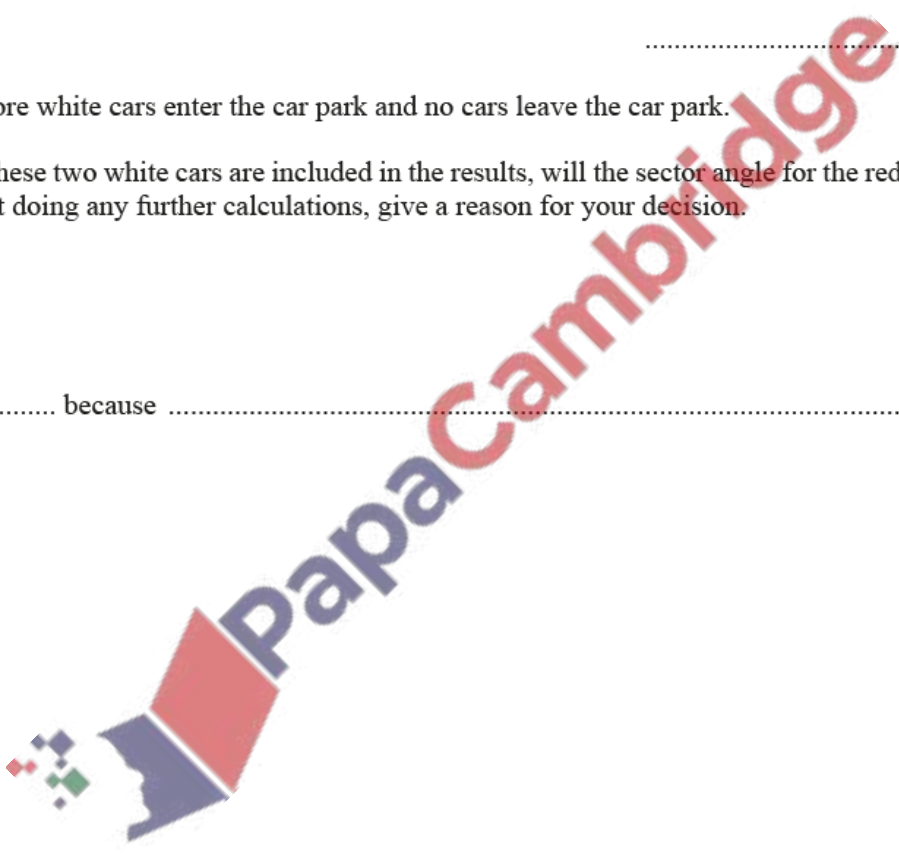 ore white cars enter the car park and no cars leave the car park.
hese two white cars are included in the results, will the sector angle for the red
t doing any further calculations, give a reason for your decision.
........ because ................................................................................................
PapaCambridge